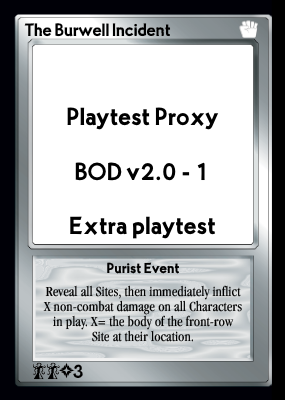 The Burwell Incident
Playtest Proxy
BOD v2.0 - 1
Extra playtest
Purist Event
Reveal all Sites, then immediately inflict
X non-combat damage on all Characters
in play. X= the body of the front-row
Site at their location.
3